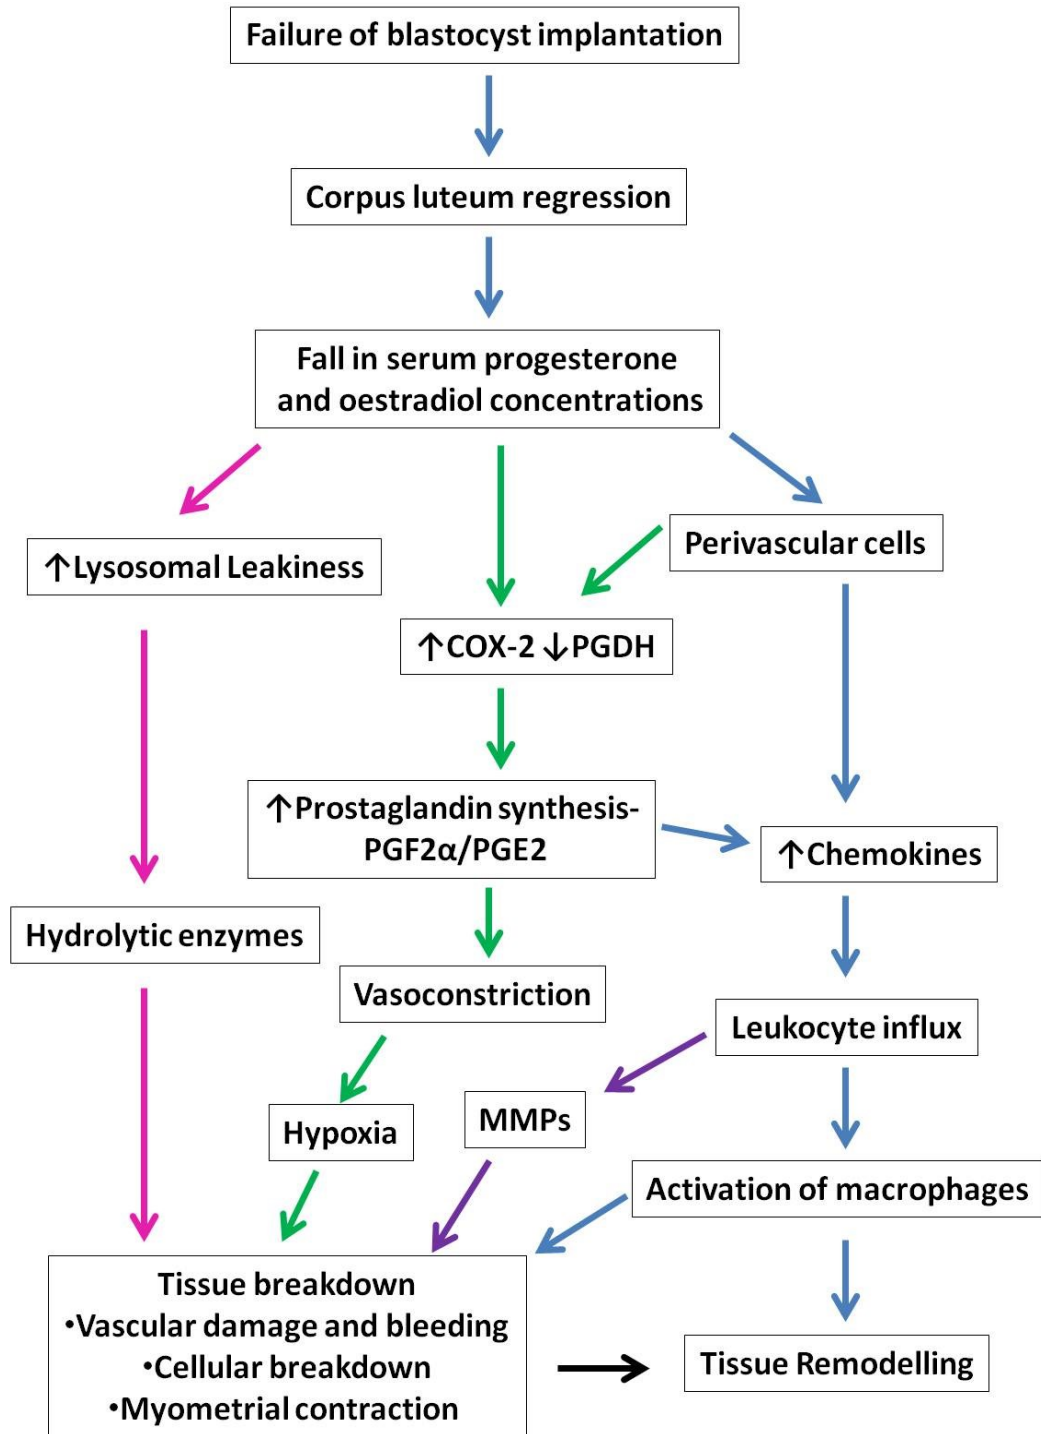 Failure of blastocyst implantation
Corpus luteum regression
Fall in serum progesterone
and oestradiol concentrations
↑Lysosomal Leakiness
Perivascular cells
↑COX-2 ↓PGDH
↑Prostaglandin synthesis-
PGF2α/PGE2
↑Chemokines
Hydrolytic enzymes
Vasoconstriction
Leukocyte influx
Hypoxia
MMPs
Activation of macrophages
Tissue breakdown
•Vascular damage and bleeding
•Cellular breakdown
•Myometrial contraction
Tissue Remodelling